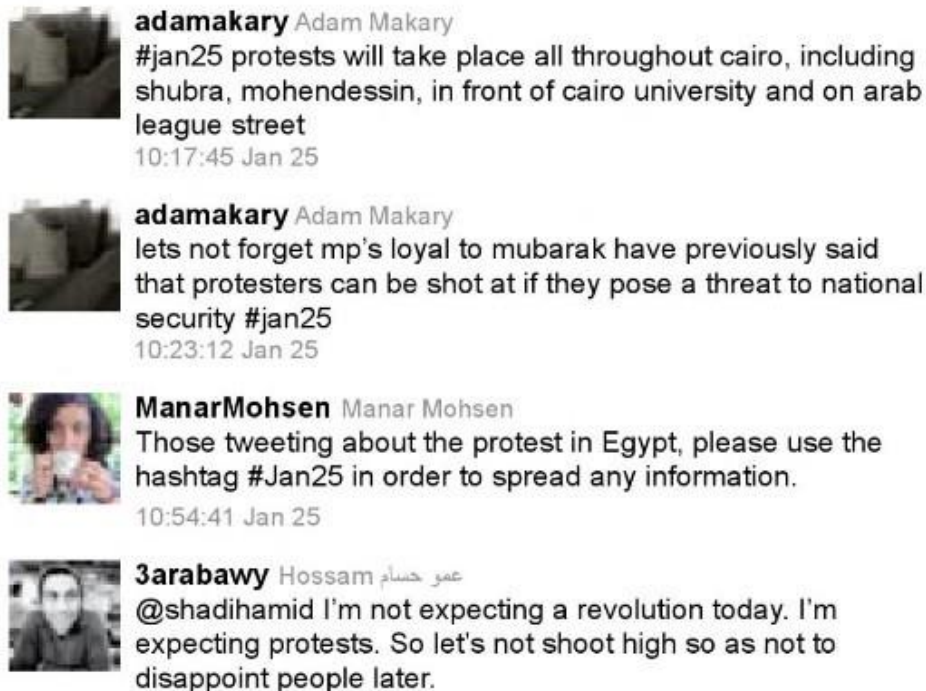 adamakary Adam Makary
#jan25 protests will take place all throughout cairo, including
shubra, mohendessin, in front of cairo university and on arab
league street
10:17:45 Jan 25
adamakary Adam Makary
lets not forget mp's loyal to mubarak have previously said
that protesters can be shot at if they pose a threat to national
security #jan25
10:23:12 Jan 25
ManarMohsen Manar Mohsen
Those tweeting about the protest in Egypt, please use the
hashtag #Jan25 in order to spread any information.
10:54:41 Jan 25
3arabawy Hossam عمو حسام
@shadihamid I'm not expecting a revolution today. I'm
expecting protests. So let's not shoot high so as not to
disappoint people later.